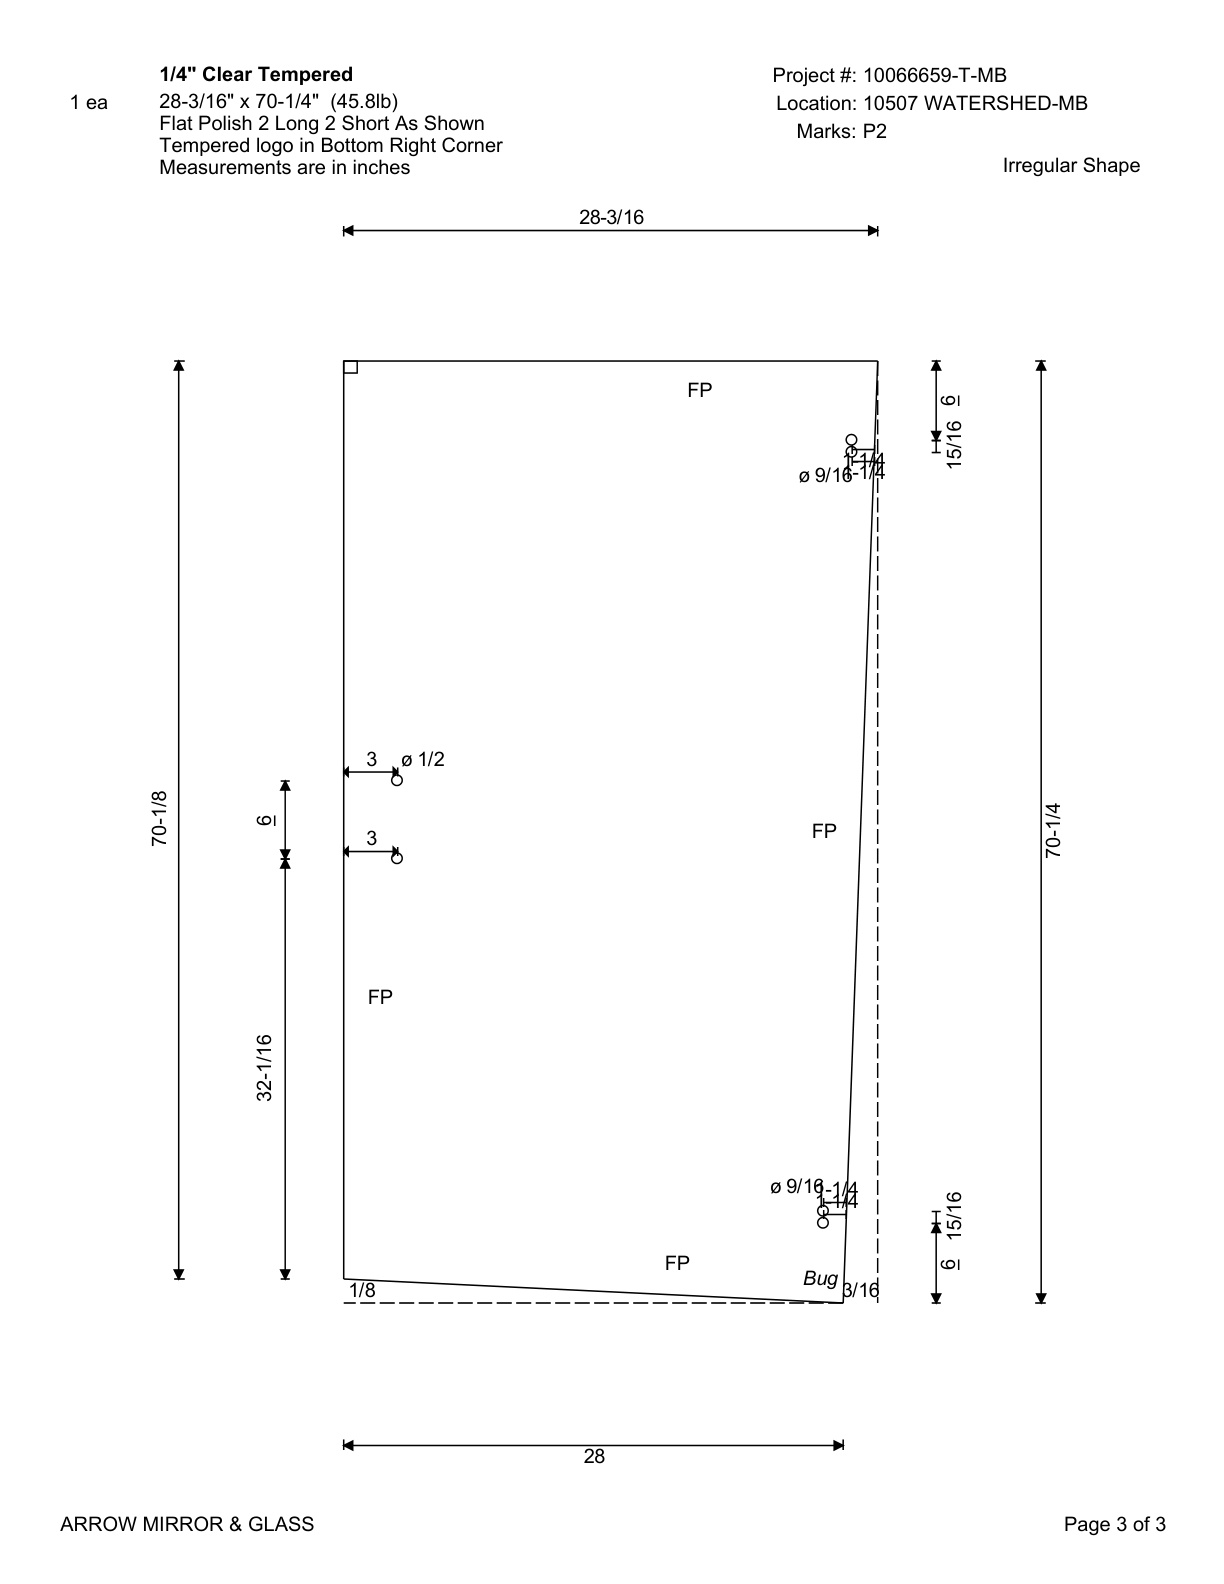 1/4" Clear Tempered
1 ea
28-3/16" x 70-1/4"  (45.8lb)
Flat Polish 2 Long 2 Short As Shown
Tempered logo in Bottom Right Corner
Measurements are in inches
Project #: 10066659-T-MB
Location: 10507 WATERSHED-MB
Marks: P2
Irregular Shape
28-3/16
FP
6
15/16
1-1/4
1-1/4
ø 9/16
3
ø 1/2
6
3
70-1/8
FP
70-1/4
FP
32-1/16
ø 9/16
1-1/4
1-1/4
15/16
6
FP
Bug
1/8
3/16
28
ARROW MIRROR & GLASS
Page 3 of 3